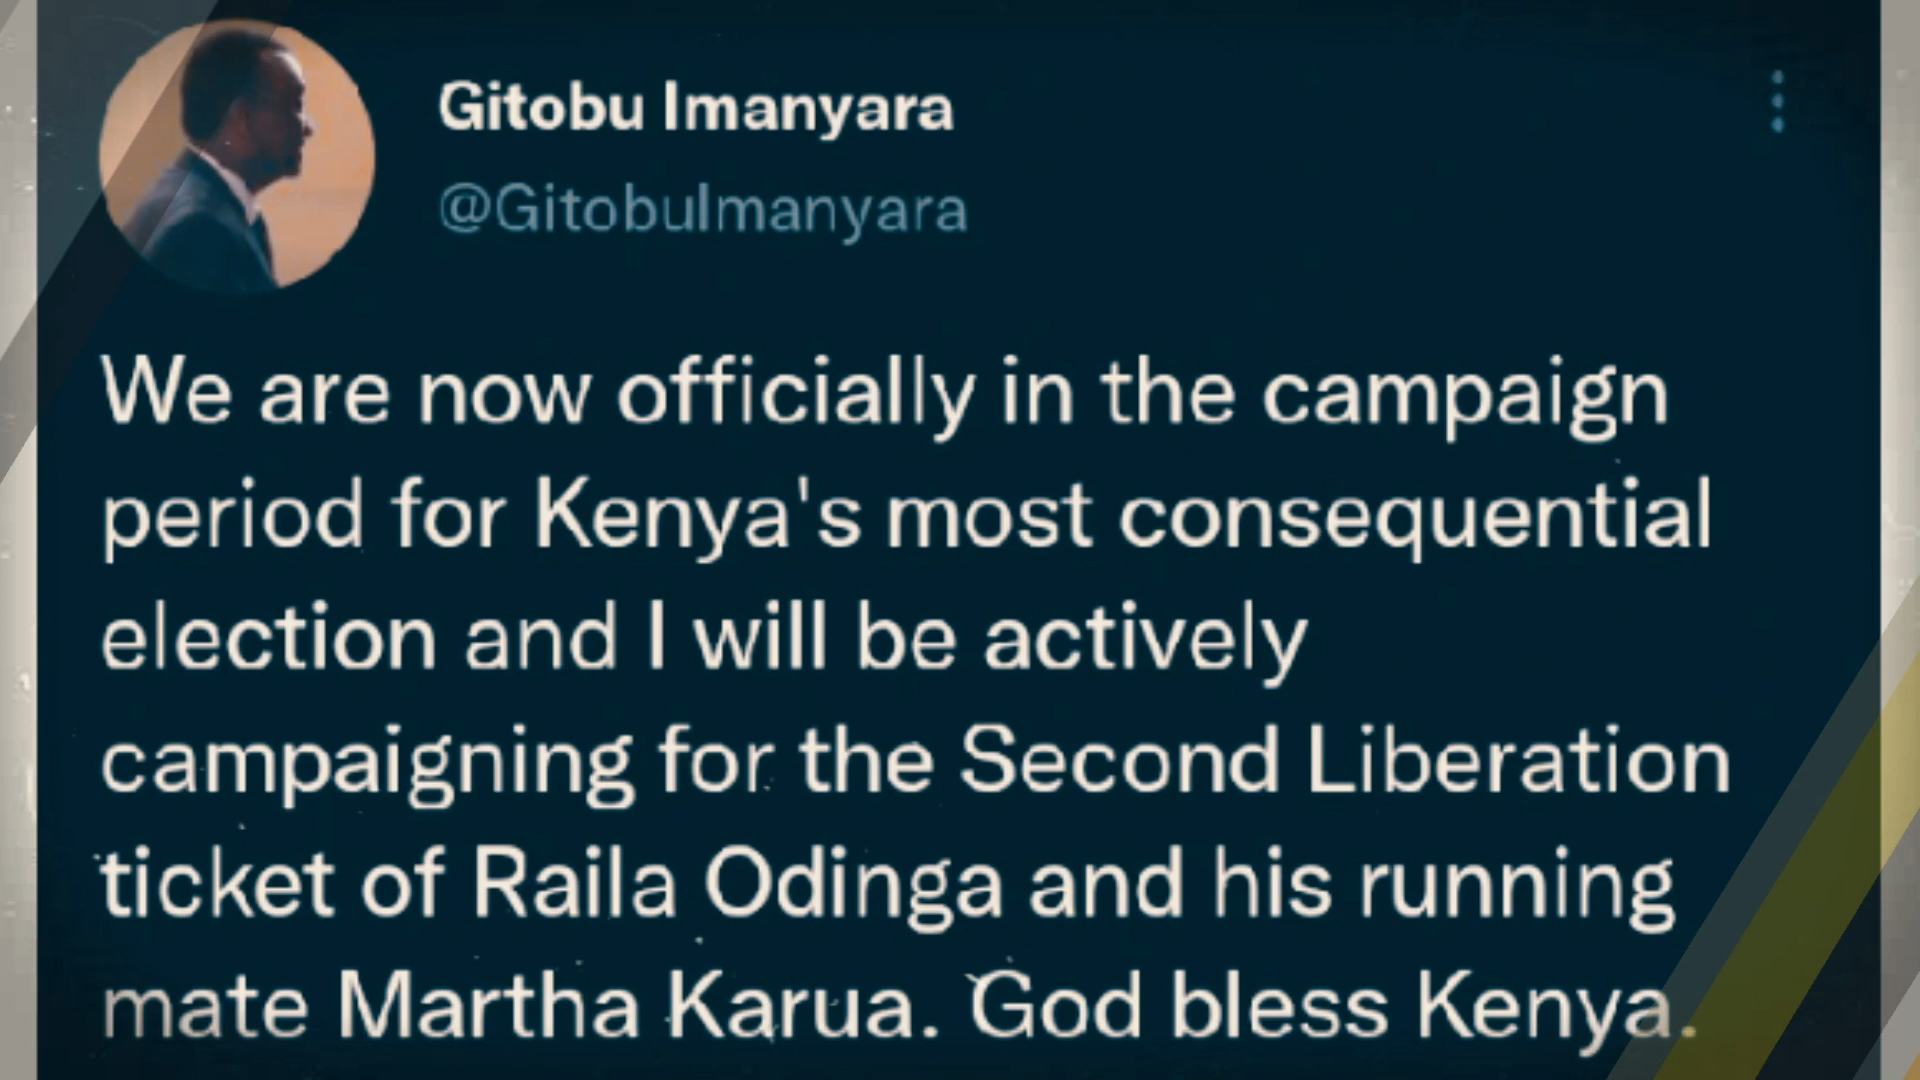 Gitobu Imanyara
@GitobuImanyara
We are now officially in the campaign
period for Kenya's most consequential
election and I will be actively
campaigning for the Second Liberation
ticket of Raila Odinga and his running
mate Martha Karua. God bless Kenya.